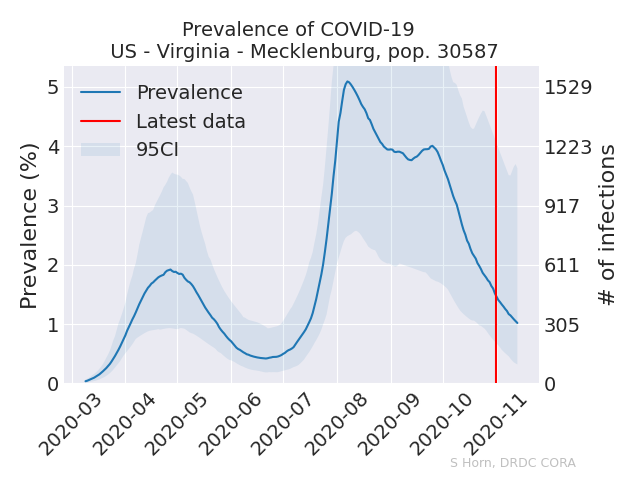 Prevalence of COVID-19
US - Virginia - Mecklenburg, pop. 30587
Prevalence
Latest data
95CI
Prevalence (%)
5
4
3
2
1
0
1529
1223
917
611
305
0
# of infections
2020-03
2020-04
2020-05
2020-06
2020-07
2020-08
2020-09
2020-10
2020-11
S Horn, DRDC CORA